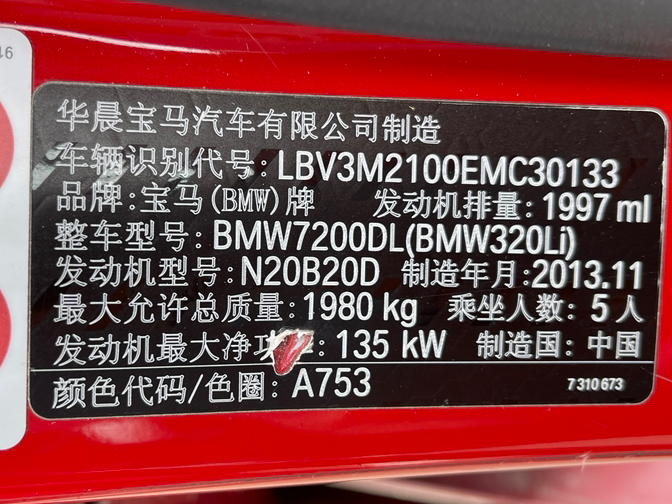 华晨宝马汽车有限公司制造
车辆识别代号: LBV3M2100EMC30133
品牌: 宝马(BMW)牌 发动机排量: 1997 ml
整车型号: BMW7200DL(BMW320Li)
发动机型号: N20B20D 制造年月: 2013.11
最大允许总质量: 1980 kg 乘坐人数: 5人
发动机最大净功 : 135 kW 制造国: 中国
颜色代码/色圈: A753
7 310 673